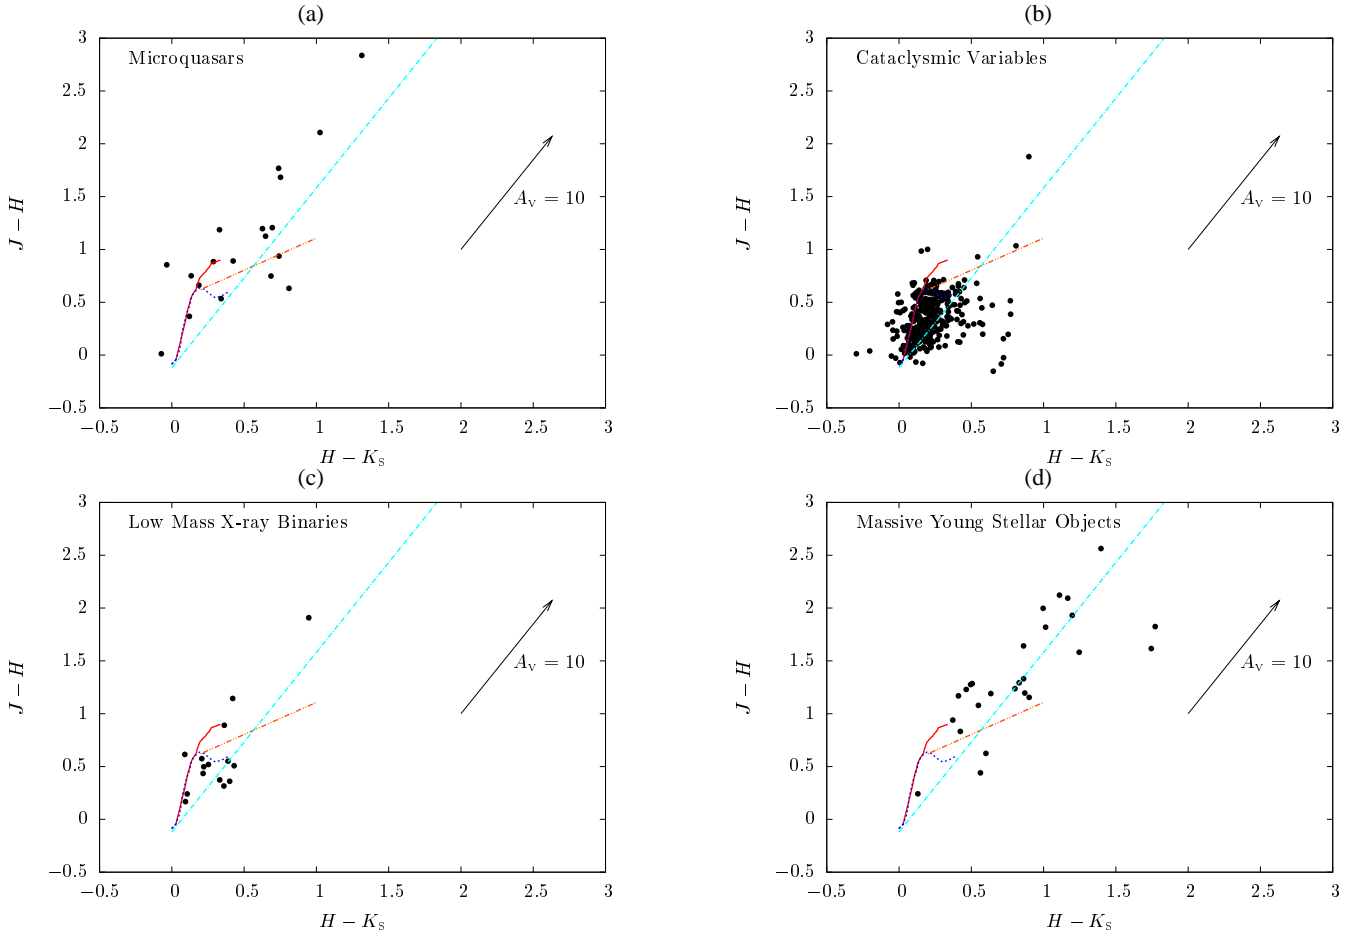 (a)
Microquasars
3
2.5
2
1.5
1
0.5
0
−0.5
J − H
A_V = 10
−0.5 0 0.5 1 1.5 2 2.5 3
H − K_S
(b)
Cataclysmic Variables
3
2.5
2
1.5
1
0.5
0
−0.5
J − H
A_V = 10
−0.5 0 0.5 1 1.5 2 2.5 3
H − K_S
(c)
Low Mass X-ray Binaries
3
2.5
2
1.5
1
0.5
0
−0.5
J − H
A_V = 10
−0.5 0 0.5 1 1.5 2 2.5 3
H − K_S
(d)
Massive Young Stellar Objects
3
2.5
2
1.5
1
0.5
0
−0.5
J − H
A_V = 10
−0.5 0 0.5 1 1.5 2 2.5 3
H − K_S